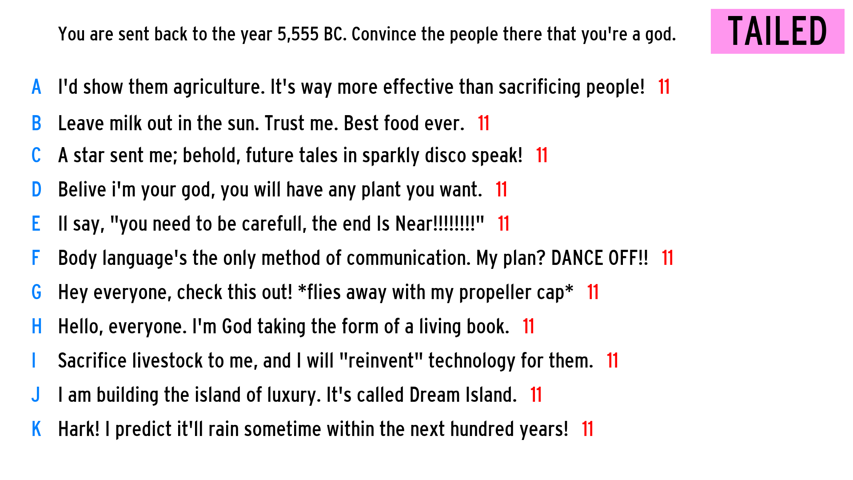 You are sent back to the year 5,555 BC. Convince the people there that you're a god.
TAILED
A I'd show them agriculture. It's way more effective than sacrificing people! 11
B Leave milk out in the sun. Trust me. Best food ever. 11
C A star sent me; behold, future tales in sparkly disco speak! 11
D Belive i'm your god, you will have any plant you want. 11
E Il say, "you need to be carefull, the end Is Near!!!!!!!!" 11
F Body language's the only method of communication. My plan? DANCE OFF!! 11
G Hey everyone, check this out! *flies away with my propeller cap* 11
H Hello, everyone. I'm God taking the form of a living book. 11
I Sacrifice livestock to me, and I will "reinvent" technology for them. 11
J I am building the island of luxury. It's called Dream Island. 11
K Hark! I predict it'll rain sometime within the next hundred years! 11